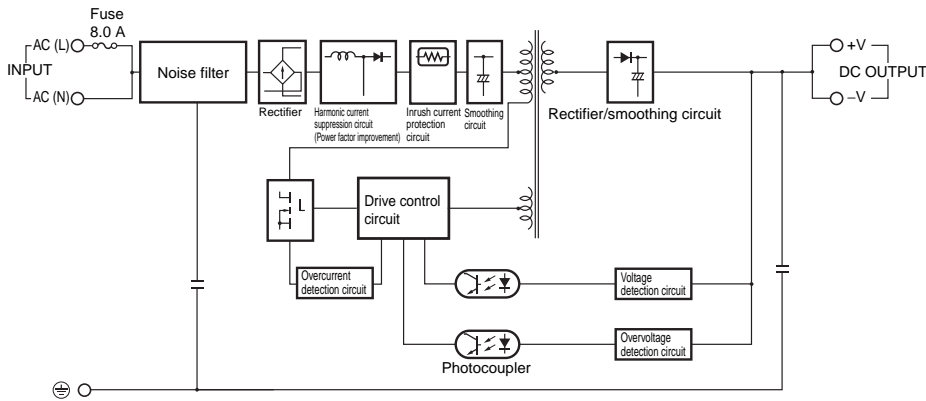 Fuse
8.0 A
AC (L)
INPUT
AC (N)
Noise filter
Rectifier
Harmonic current
suppression circuit
(Power factor improvement)
Inrush current
protection
circuit
Smoothing
circuit
Rectifier/smoothing circuit
+V
DC OUTPUT
–V
Drive control
circuit
Overcurrent
detection circuit
Voltage
detection circuit
Overvoltage
detection circuit
Photocoupler